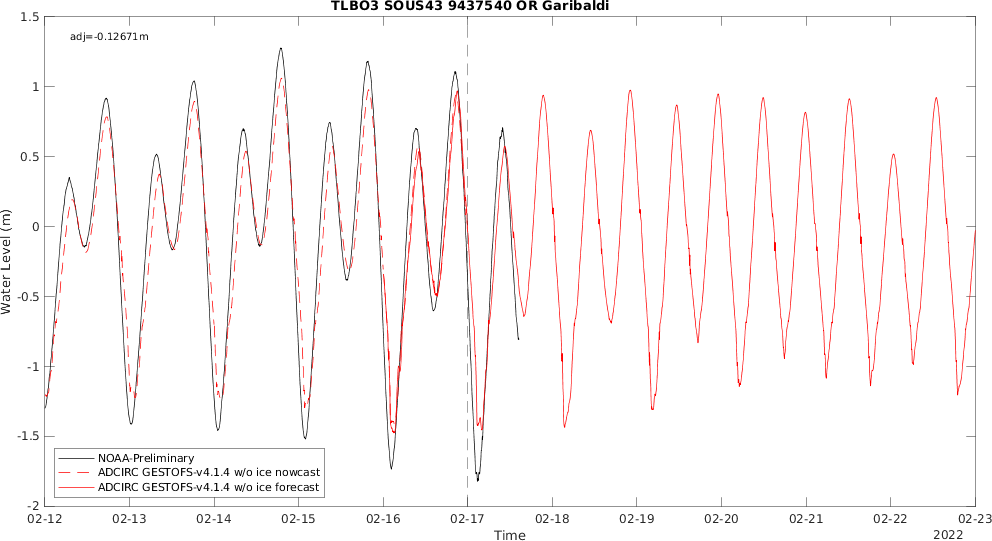 TLBO3 SOUS43 9437540 OR Garibaldi
adj=-0.12671m
1.5
1
0.5
0
-0.5
-1
-1.5
-2
Water Level (m)
NOAA-Preliminary
ADCIRC GESTOFS-v4.1.4 w/o ice nowcast
ADCIRC GESTOFS-v4.1.4 w/o ice forecast
02-12 02-13 02-14 02-15 02-16 02-17 02-18 02-19 02-20 02-21 02-22 02-23
Time
2022